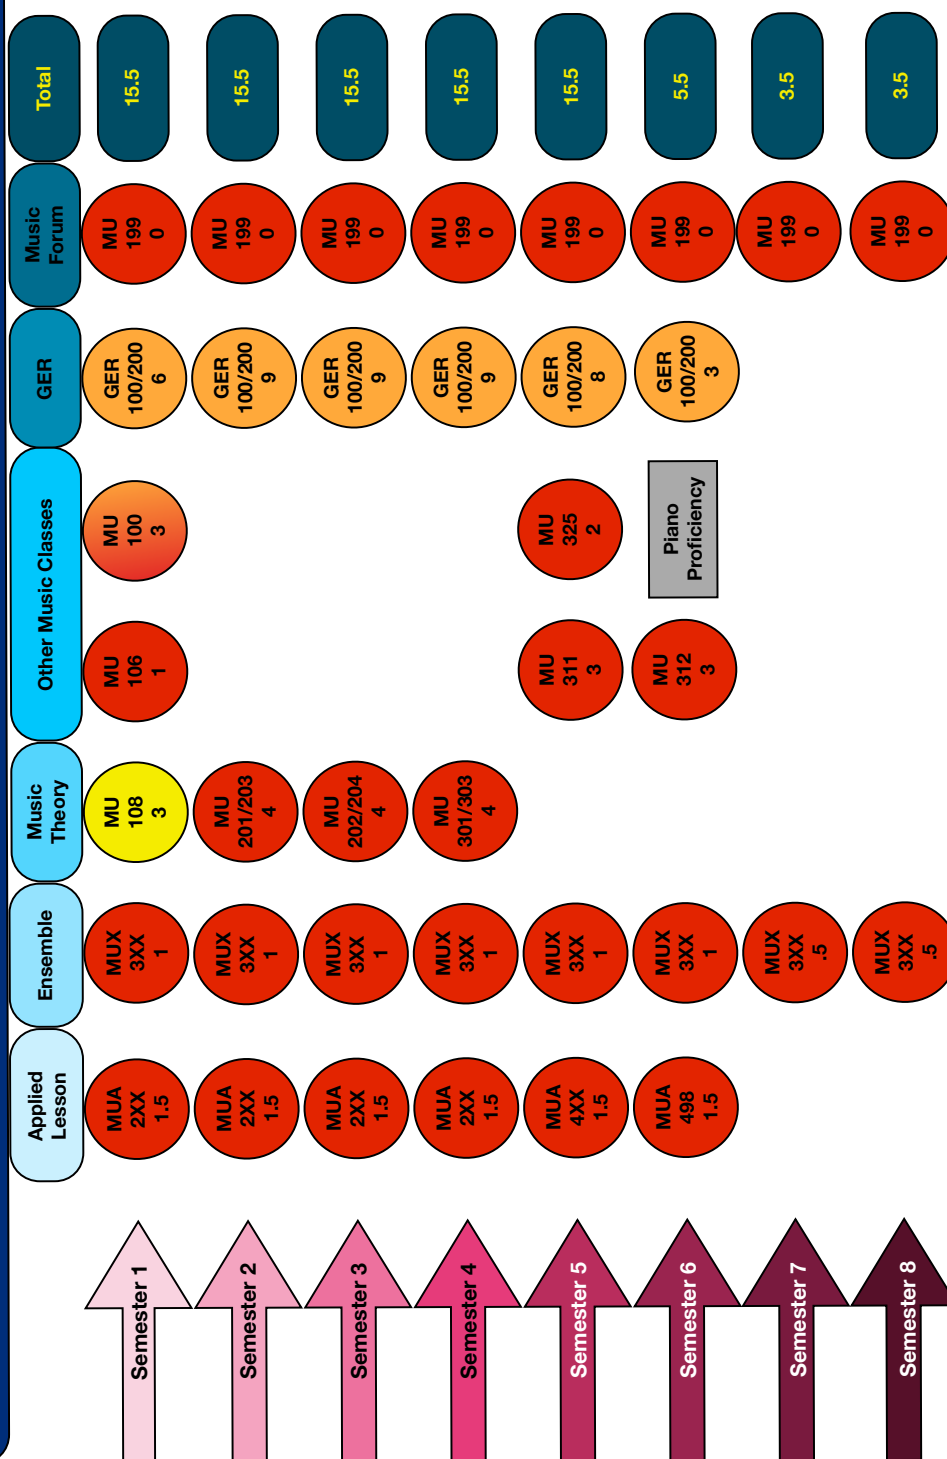 Applied
Lesson
Ensemble
Music
Theory
Other Music Classes
GER
Music
Forum
Total
Semester 1
MUA
2XX
1.5
MUX
3XX
1
MU
108
3
MU
106
1
MU
100
3
GER
100/200
6
MU
199
0
15.5
Semester 2
MUA
2XX
1.5
MUX
3XX
1
MU
201/203
4
GER
100/200
9
MU
199
0
15.5
Semester 3
MUA
2XX
1.5
MUX
3XX
1
MU
202/204
4
GER
100/200
9
MU
199
0
15.5
Semester 4
MUA
2XX
1.5
MUX
3XX
1
MU
301/303
4
GER
100/200
9
MU
199
0
15.5
Semester 5
MUA
4XX
1.5
MUX
3XX
1
MU
311
3
MU
325
2
GER
100/200
8
MU
199
0
15.5
Semester 6
MUA
498
1.5
MUX
3XX
1
MU
312
3
Piano
Proficiency
GER
100/200
3
MU
199
0
5.5
Semester 7
MUX
3XX
.5
MU
199
0
3.5
Semester 8
MUX
3XX
.5
MU
199
0
3.5